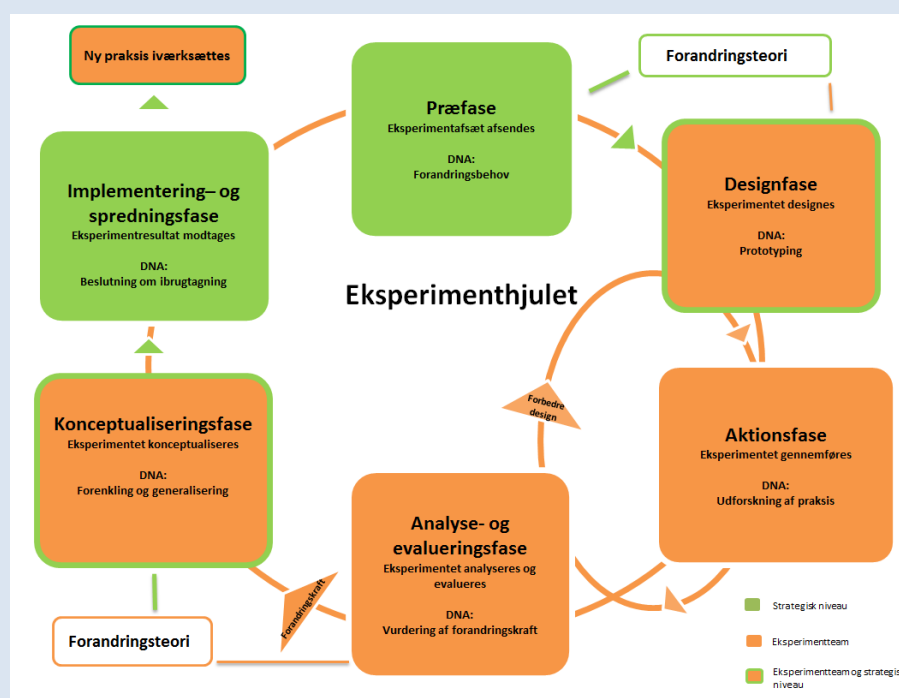 Ny praksis iværksættes
Præfase
Eksperimentafsæt afsendes
DNA:
Forandringsbehov
Forandringsteori
Designfase
Eksperimentet designes
DNA:
Prototyping
Implementering– og
spredningsfase
Eksperimentresultat modtages
DNA:
Beslutning om ibrugtagning
Eksperimenthjulet
Forbedre
design
Aktionsfase
Eksperimentet gennemføres
DNA:
Udforskning af praksis
Konceptualiseringsfase
Eksperimentet konceptualiseres
DNA:
Forenkling og generalisering
Analyse- og
evalueringsfase
Eksperimentet analyseres og
evalueres
DNA:
Vurdering af forandringskraft
Forandringskraft
Forandringsteori
Strategisk niveau
Eksperimentteam
Eksperimentteam og strategis
niveau